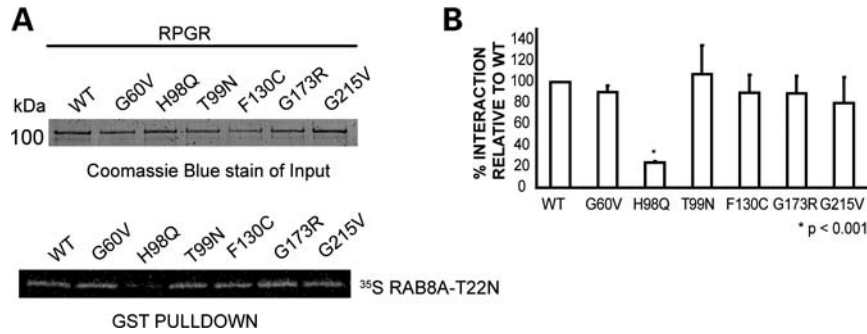 A
RPGR
WT G60V H98Q T99N F130C G173R G215V
kDa
100
Coomassie Blue stain of Input
WT G60V H98Q T99N F130C G173R G215V
³⁵S RAB8A-T22N
GST PULLDOWN
B
% INTERACTION
RELATIVE TO WT
140
120
100
80
60
40
20
0
*
WT G60V H98Q T99N F130C G173R G215V
* p < 0.001